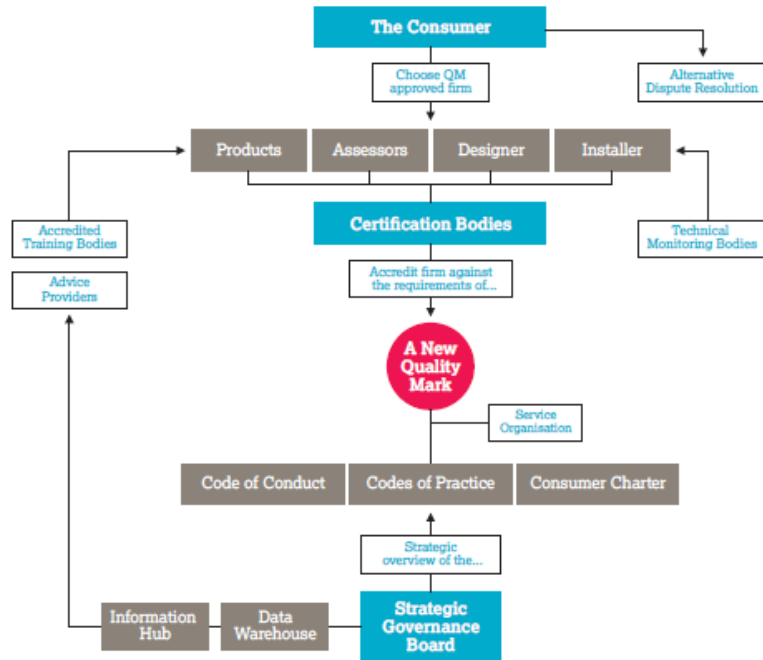 The Consumer
Choose QM
approved firm
Alternative
Dispute Resolution
Products
Assessors
Designer
Installer
Accredited
Training Bodies
Certification Bodies
Technical
Monitoring Bodies
Advice
Providers
Accredit firm against
the requirements of...
A New
Quality
Mark
Service
Organisation
Code of Conduct
Codes of Practice
Consumer Charter
Strategic
overview of the...
Information
Hub
Data
Warehouse
Strategic
Governance
Board